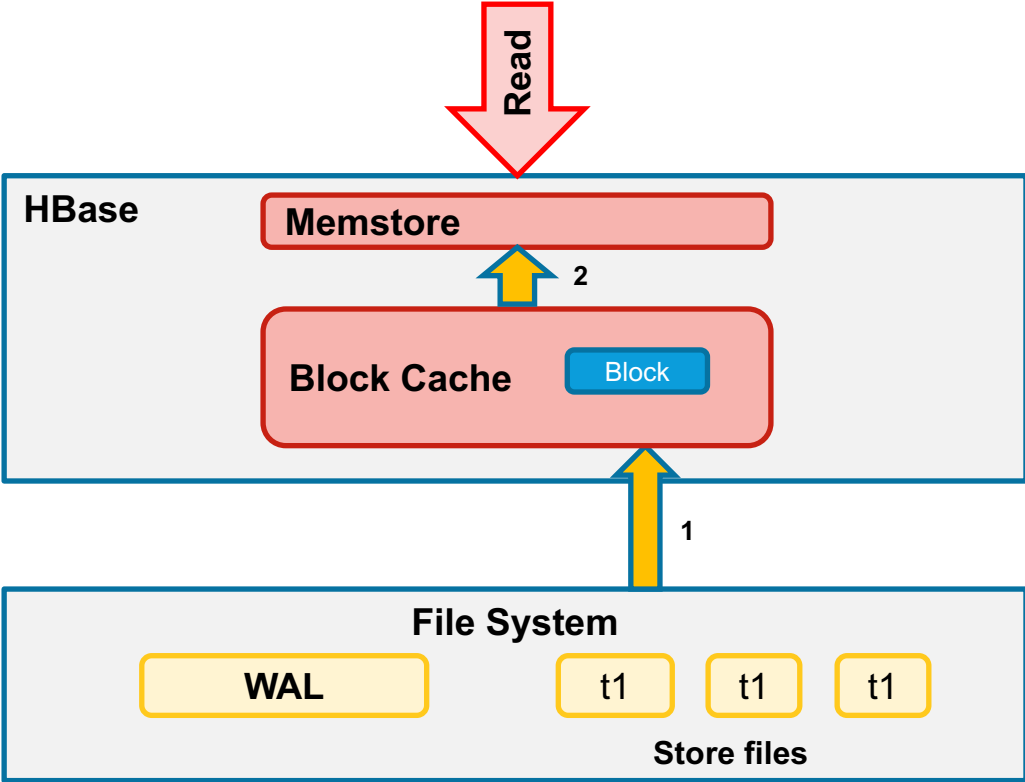 Read
HBase
Memstore
2
Block Cache
Block
1
File System
WAL
t1
t1
t1
Store files